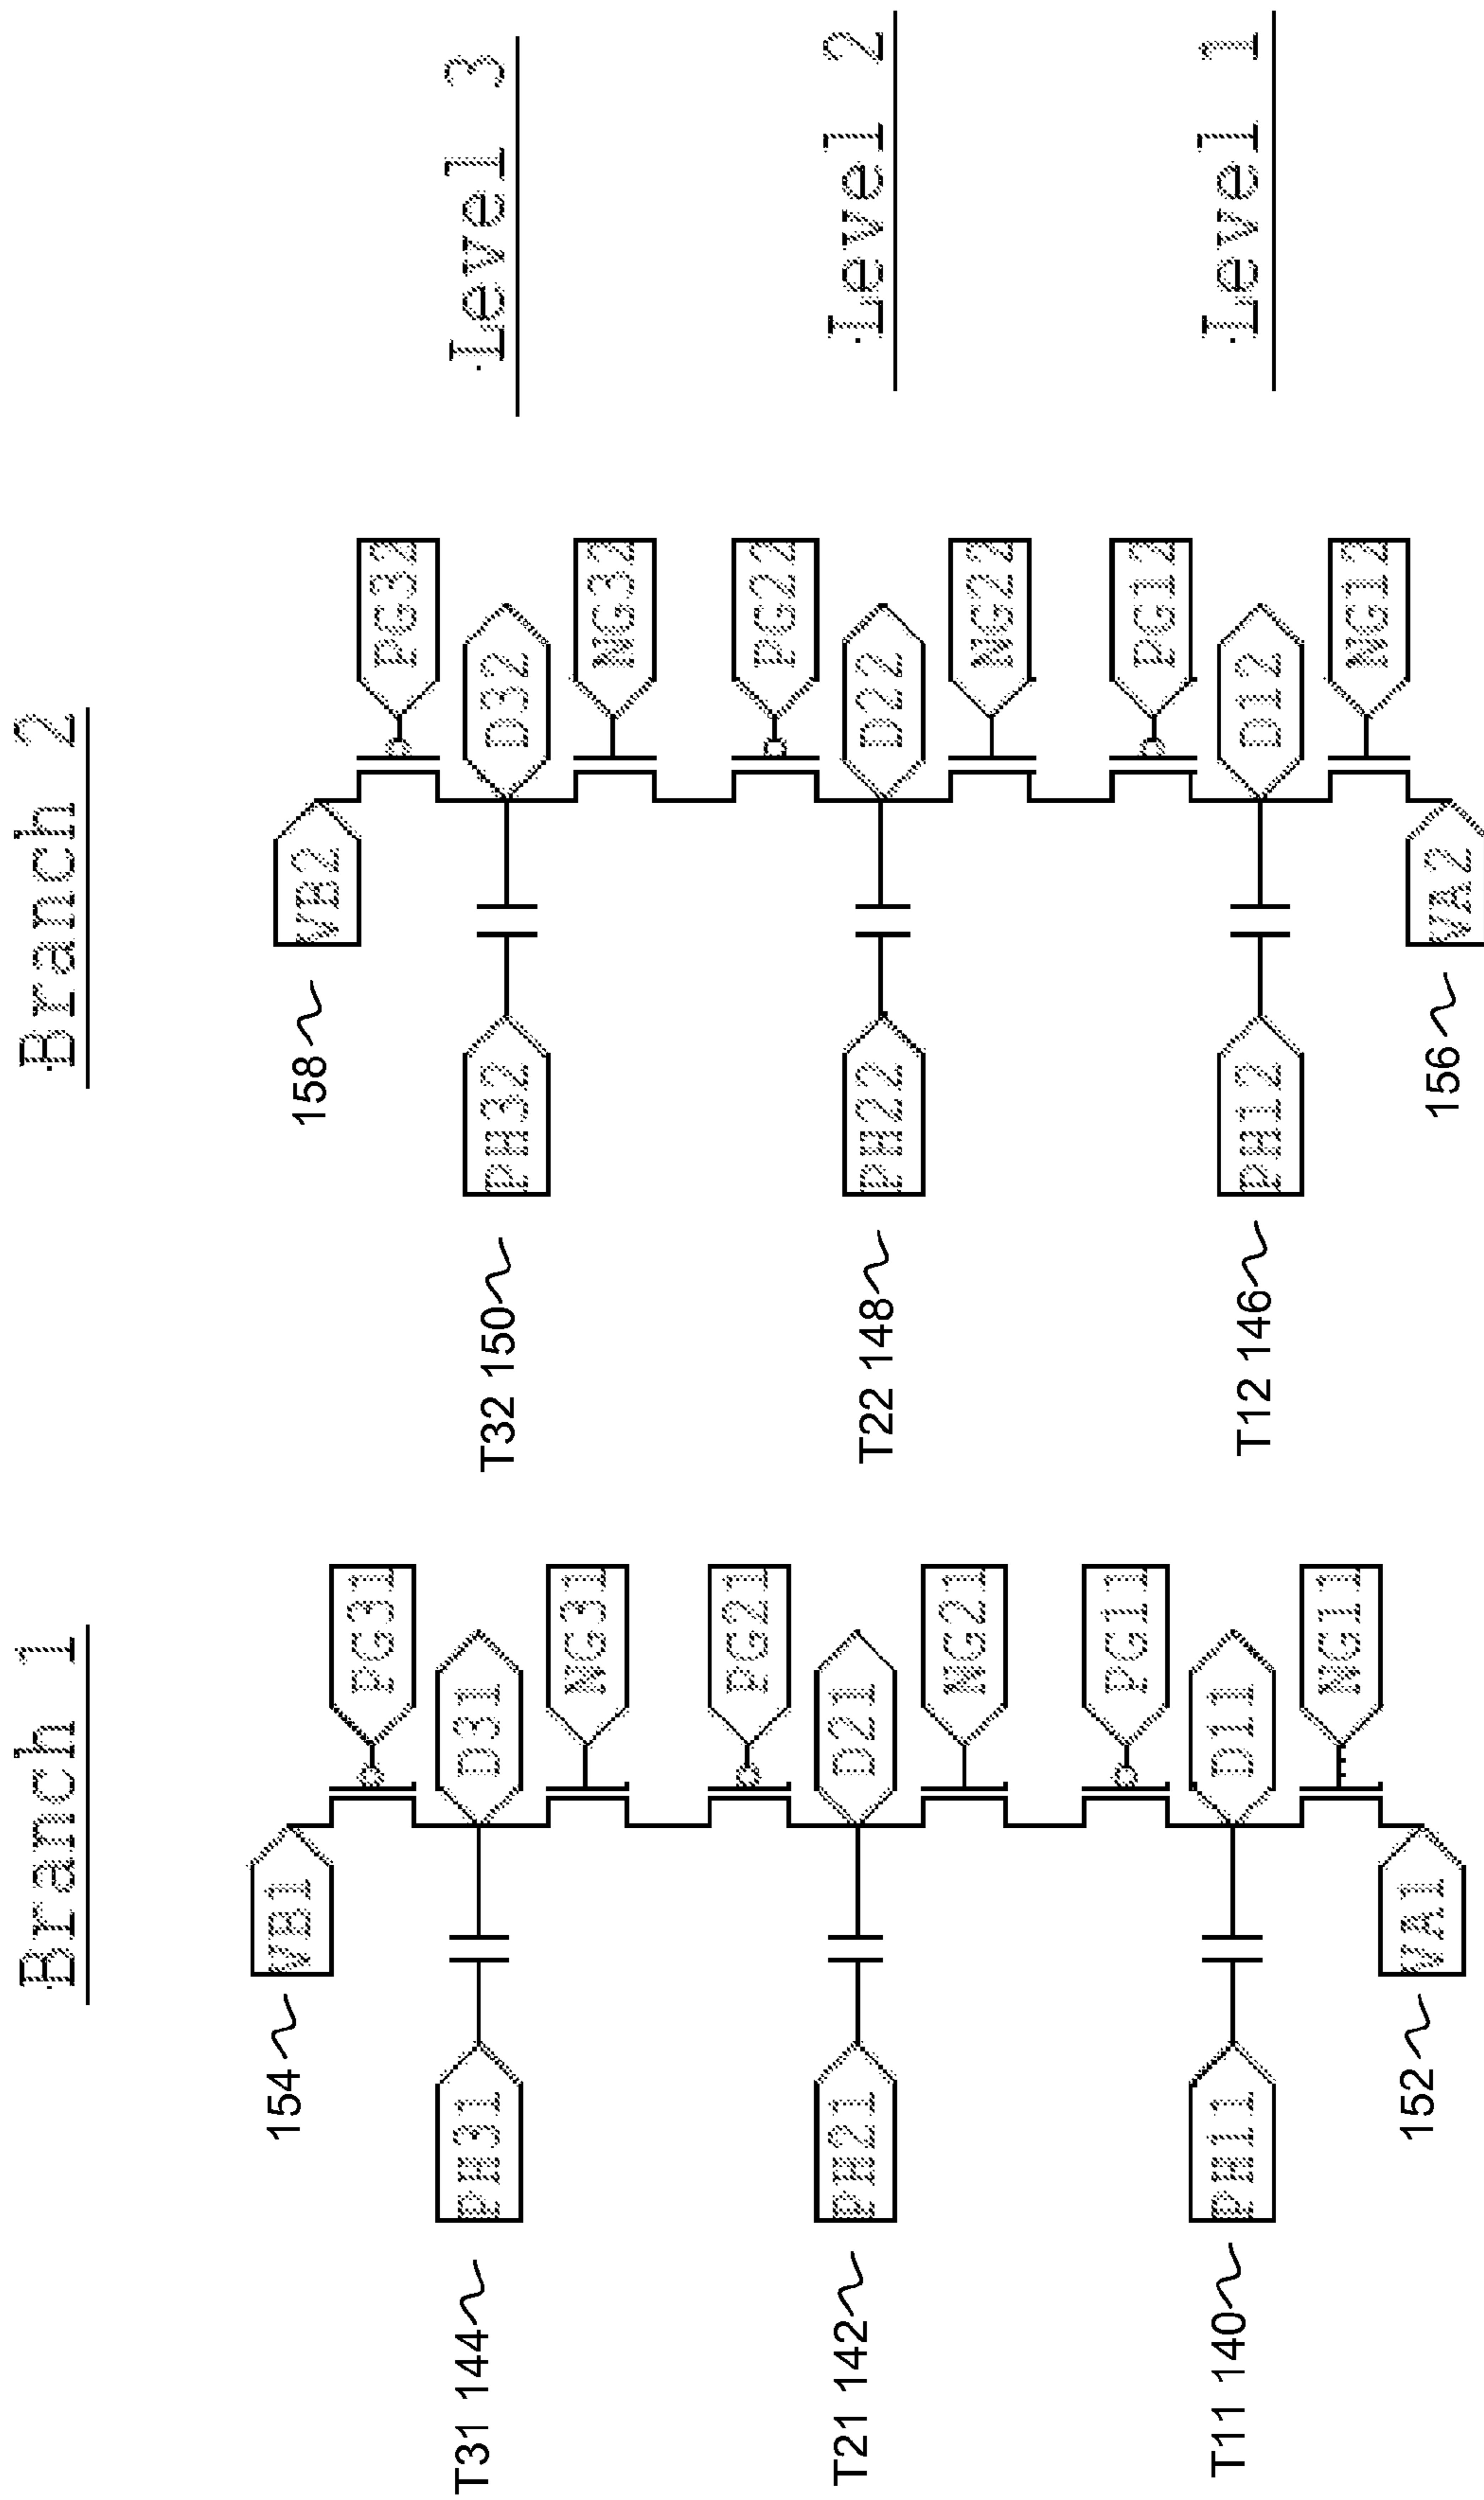 Branch 1
Branch 2
154
VB1
PG31
158
VB2
PG32
T31 144
PH31
D31
NG31
T32 150
PH32
D32
NG32
Level 3
PG21
PG22
T21 142
PH21
D21
NG21
T22 148
PH22
D22
NG22
Level 2
PG11
PG12
T11 140
PH11
D11
NG11
T12 146
PH12
D12
NG12
Level 1
152
VA1
156
VA2